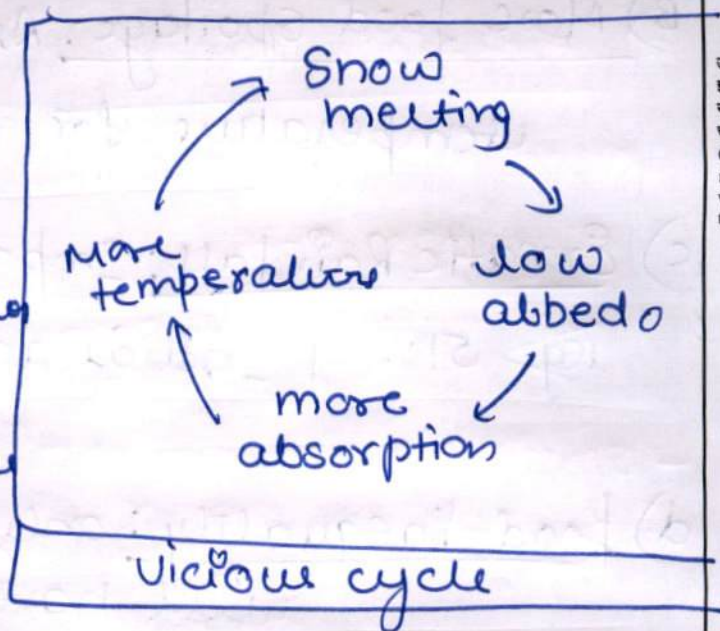 Snow
melting
low
albedo
more
absorption
More
temperature
Vicious cycle